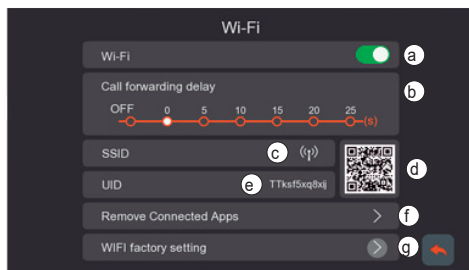 Wi-Fi
Wi-Fi a
Call forwarding delay b
OFF 0 5 10 15 20 25
(s)
SSID c
d
UID e TTksf5xq8xij
Remove Connected Apps f
WIFI factory setting g